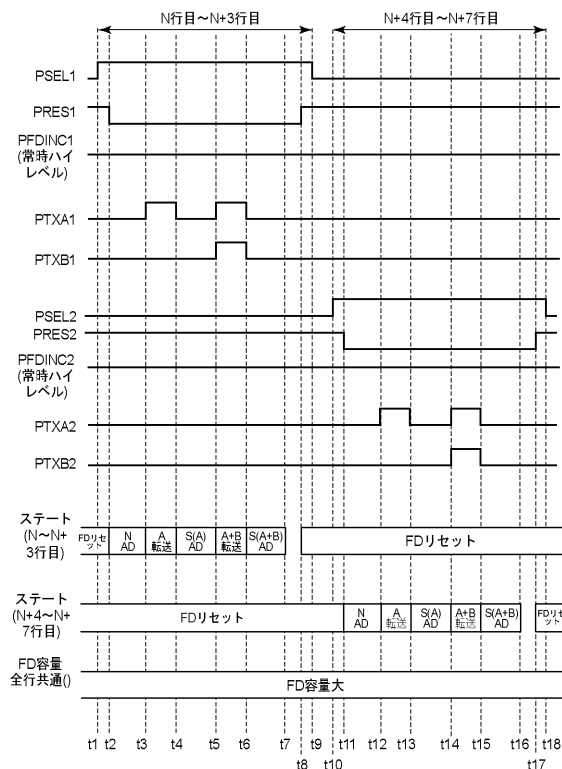 N行目～N+3行目
N+4行目～N+7行目
PSEL1
PRES1
PFDINC1
(常時ハイ
レベル)
PTXA1
PTXB1
PSEL2
PRES2
PFDINC2
(常時ハイ
レベル)
PTXA2
PTXB2
ステート
(N～N+
3行目)
FDリセ
ット
N
AD
A
転送
S(A)
AD
A+B
転送
S(A+B)
AD
FDリセット
ステート
(N+4～N+
7行目)
FDリセット
N
AD
A
転送
S(A)
AD
A+B
転送
S(A+B)
AD
FDリセ
ット
FD容量
全行共通()
FD容量大
t1 t2 t3 t4 t5 t6 t7 t9 t11 t12 t13 t14 t15 t16 t18
t8 t10 t17